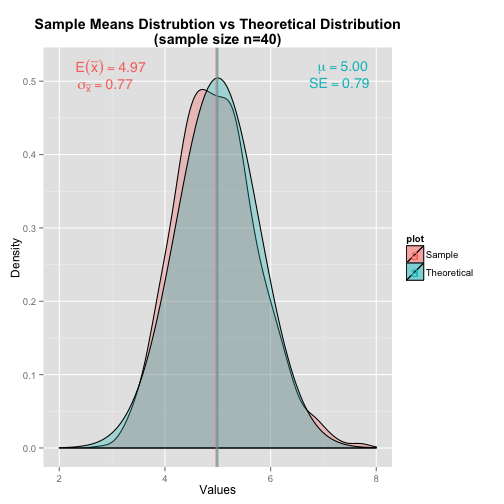 Sample Means Distrubtion vs Theoretical Distribution
(sample size n=40)
E(x̄) = 4.97
σx̄ = 0.77
μ = 5.00
SE = 0.79
Density
0.5
0.4
0.3
0.2
0.1
0.0
2 4 6 8
Values
plot
Sample
Theoretical